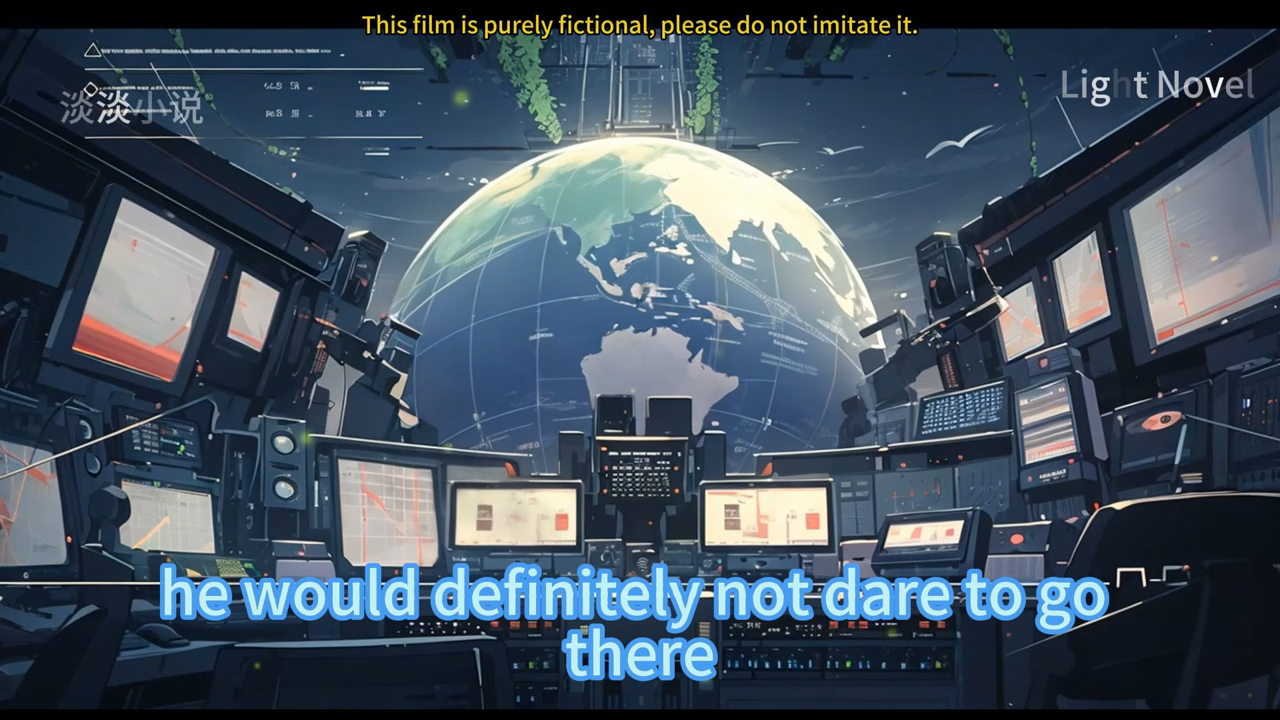 This film is purely fictional, please do not imitate it.
淡淡小说
Light Novel
he would definitely not dare to go
there